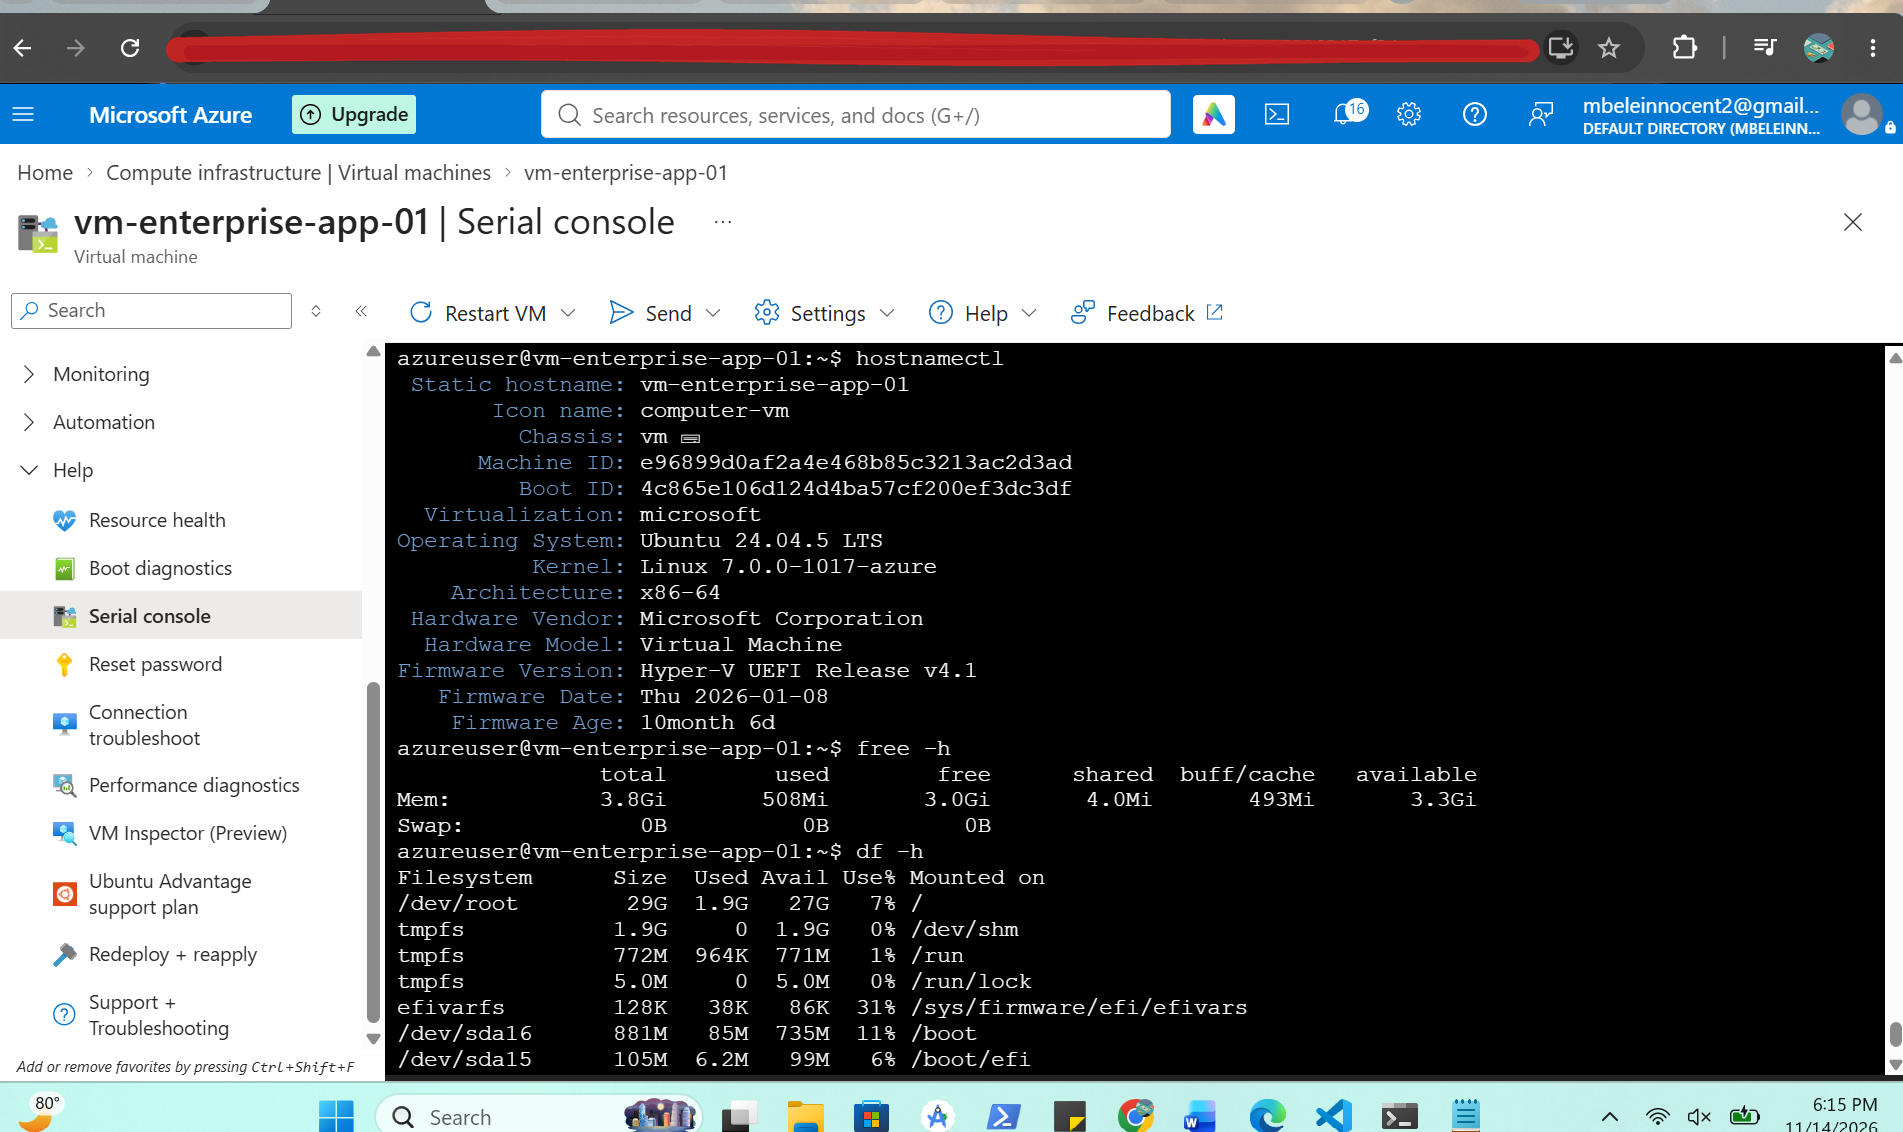 Microsoft Azure
Upgrade
Search resources, services, and docs (G+/)
16
mbeleinnocent2@gmail...
DEFAULT DIRECTORY (MBELEINN...
Home > Compute infrastructure | Virtual machines > vm-enterprise-app-01
vm-enterprise-app-01 | Serial console ...
Virtual machine
Search
Restart VM
Send
Settings
Help
Feedback
Monitoring
Automation
Help
Resource health
Boot diagnostics
Serial console
Reset password
Connection
troubleshoot
Performance diagnostics
VM Inspector (Preview)
Ubuntu Advantage
support plan
Redeploy + reapply
Support +
Troubleshooting
Add or remove favorites by pressing Ctrl+Shift+F
azureuser@vm-enterprise-app-01:~$ hostnamectl
Static hostname: vm-enterprise-app-01
Icon name: computer-vm
Chassis: vm
Machine ID: e96899d0af2a4e468b85c3213ac2d3ad
Boot ID: 4c865e106d124d4ba57cf200ef3dc3df
Virtualization: microsoft
Operating System: Ubuntu 24.04.5 LTS
Kernel: Linux 7.0.0-1017-azure
Architecture: x86-64
Hardware Vendor: Microsoft Corporation
Hardware Model: Virtual Machine
Firmware Version: Hyper-V UEFI Release v4.1
Firmware Date: Thu 2026-01-08
Firmware Age: 10month 6d
azureuser@vm-enterprise-app-01:~$ free -h
total used free shared buff/cache available
Mem: 3.8Gi 508Mi 3.0Gi 4.0Mi 493Mi 3.3Gi
Swap: 0B 0B 0B
azureuser@vm-enterprise-app-01:~$ df -h
Filesystem Size Used Avail Use% Mounted on
/dev/root 29G 1.9G 27G 7% /
tmpfs 1.9G 0 1.9G 0% /dev/shm
tmpfs 772M 964K 771M 1% /run
tmpfs 5.0M 0 5.0M 0% /run/lock
efivarfs 128K 38K 86K 31% /sys/firmware/efi/efivars
/dev/sda16 881M 85M 735M 11% /boot
/dev/sda15 105M 6.2M 99M 6% /boot/efi
80°
Search
6:15 PM
11/14/2026